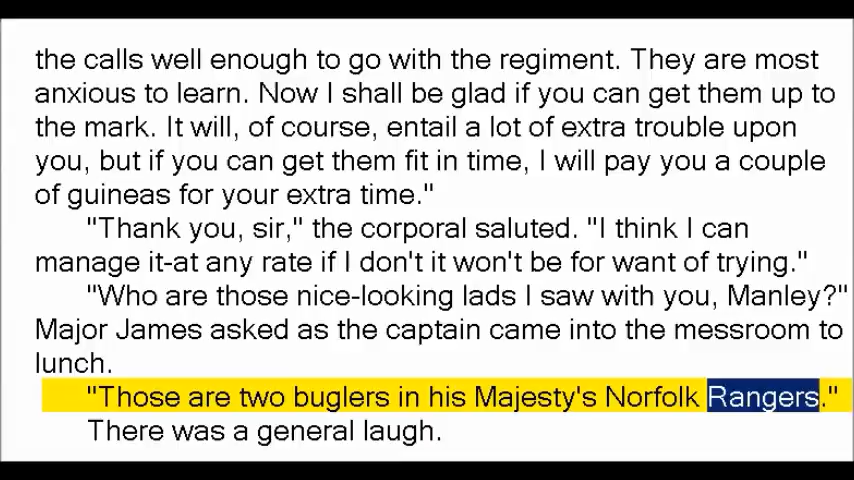 the calls well enough to go with the regiment. They are most
anxious to learn. Now I shall be glad if you can get them up to
the mark. It will, of course, entail a lot of extra trouble upon
you, but if you can get them fit in time, I will pay you a couple
of guineas for your extra time."
"Thank you, sir," the corporal saluted. "I think I can
manage it-at any rate if I don't it won't be for want of trying."
"Who are those nice-looking lads I saw with you, Manley?"
Major James asked as the captain came into the messroom to
lunch.
"Those are two buglers in his Majesty's Norfolk Rangers."
There was a general laugh.